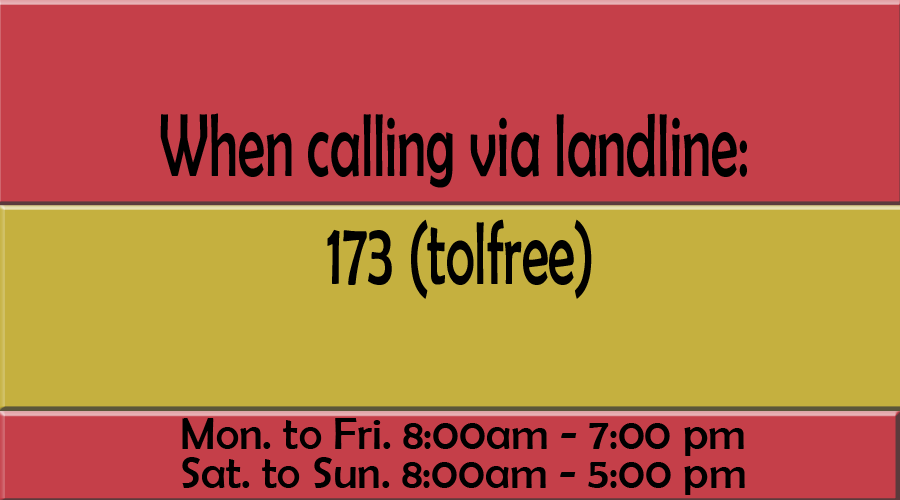 When calling via landline:
173 (tolfree)
Mon. to Fri. 8:00am - 7:00 pm
Sat. to Sun. 8:00am - 5:00 pm